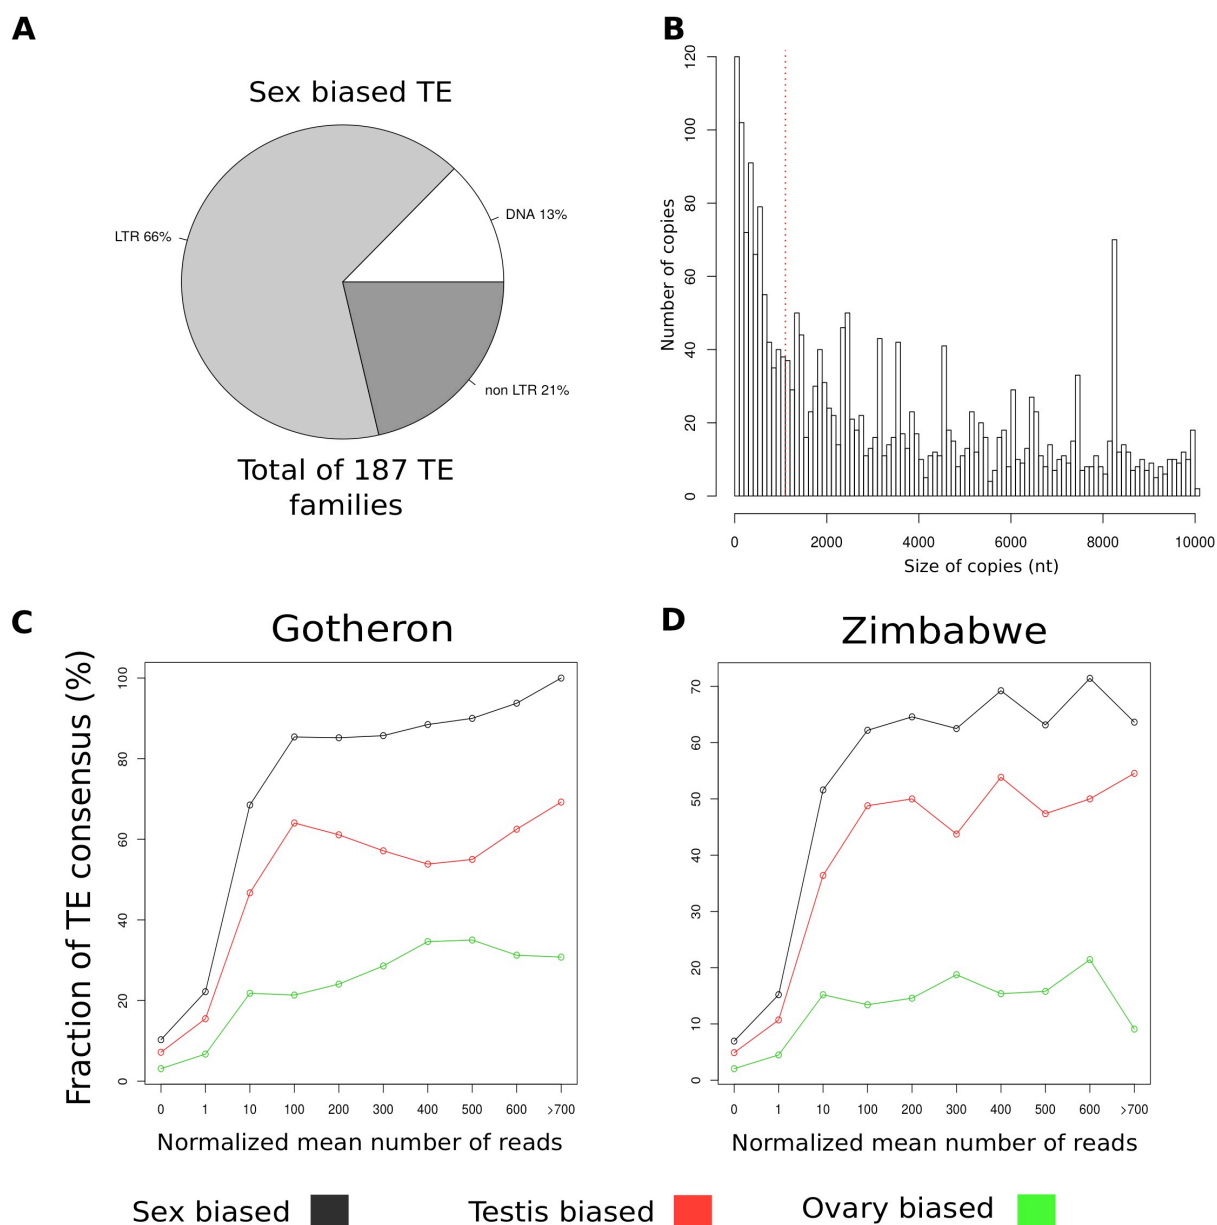 A
Sex biased TE
DNA 13%
LTR 66%
non LTR 21%
Total of 187 TE
families
B
Number of copies
0
20
40
60
80
100
120
0
2000
4000
6000
8000
10000
Size of copies (nt)
C
Gotheron
Fraction of TE consensus (%)
0
20
40
60
80
100
0
1
10
100
200
300
400
500
600
>700
Normalized mean number of reads
D
Zimbabwe
0
10
20
30
40
50
60
70
0
1
10
100
200
300
400
500
600
>700
Normalized mean number of reads
Sex biased
Testis biased
Ovary biased